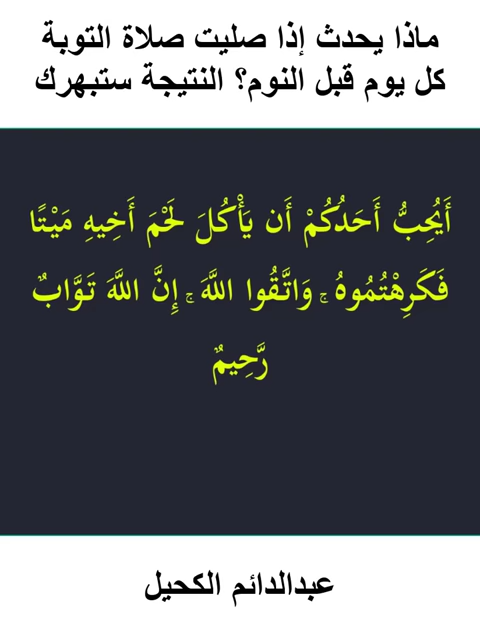 ماذا يحدث إذا صليت صلاة التوبة
كل يوم قبل النوم؟ النتيجة ستبهرك
أَيُحِبُّ أَحَدُكُمْ أَن يَأْكُلَ لَحْمَ أَخِيهِ مَيْتًا
فَكَرِهْتُمُوهُ ۚ وَاتَّقُوا اللَّهَ ۚ إِنَّ اللَّهَ تَوَّابٌ
رَّحِيمٌ
عبدالدائم الكحيل